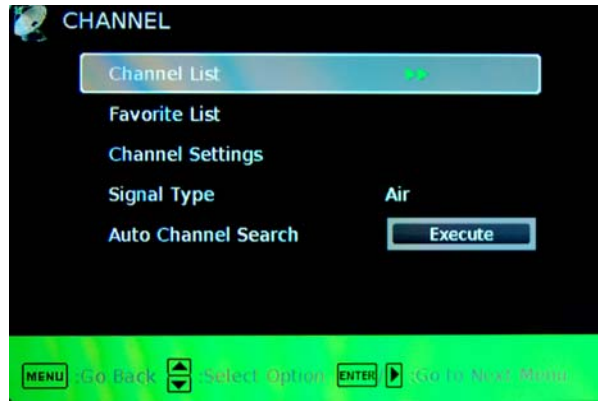 CHANNEL
Channel List
Favorite List
Channel Settings
Signal Type Air
Auto Channel Search Execute
MENU :Go Back :Select Option ENTER / :Go to Next Menu